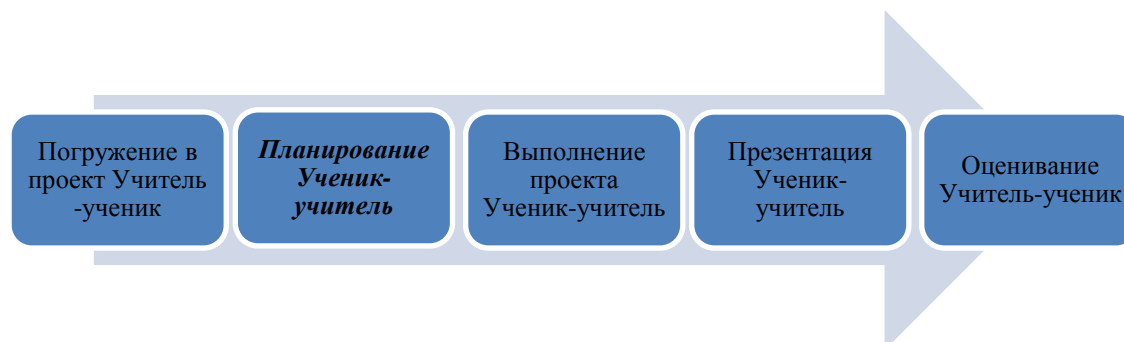 Погружение в
проект Учитель
-ученик
Планирование
Ученик-
учитель
Выполнение
проекта
Ученик-учитель
Презентация
Ученик-
учитель
Оценивание
Учитель-ученик